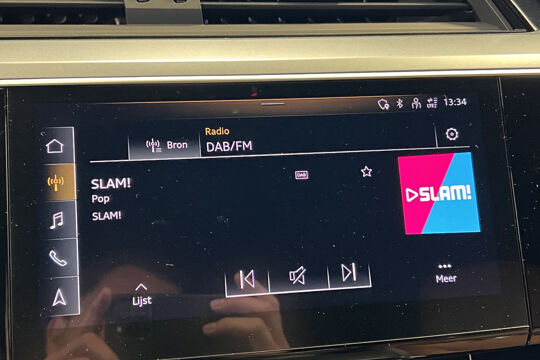 13:34
Radio
Bron
DAB/FM
SLAM!
DAB
Pop
SLAM!
SLAM!
Lijst
Meer